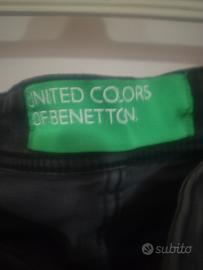 UNITED COLORS
OF BENETTON.
subito